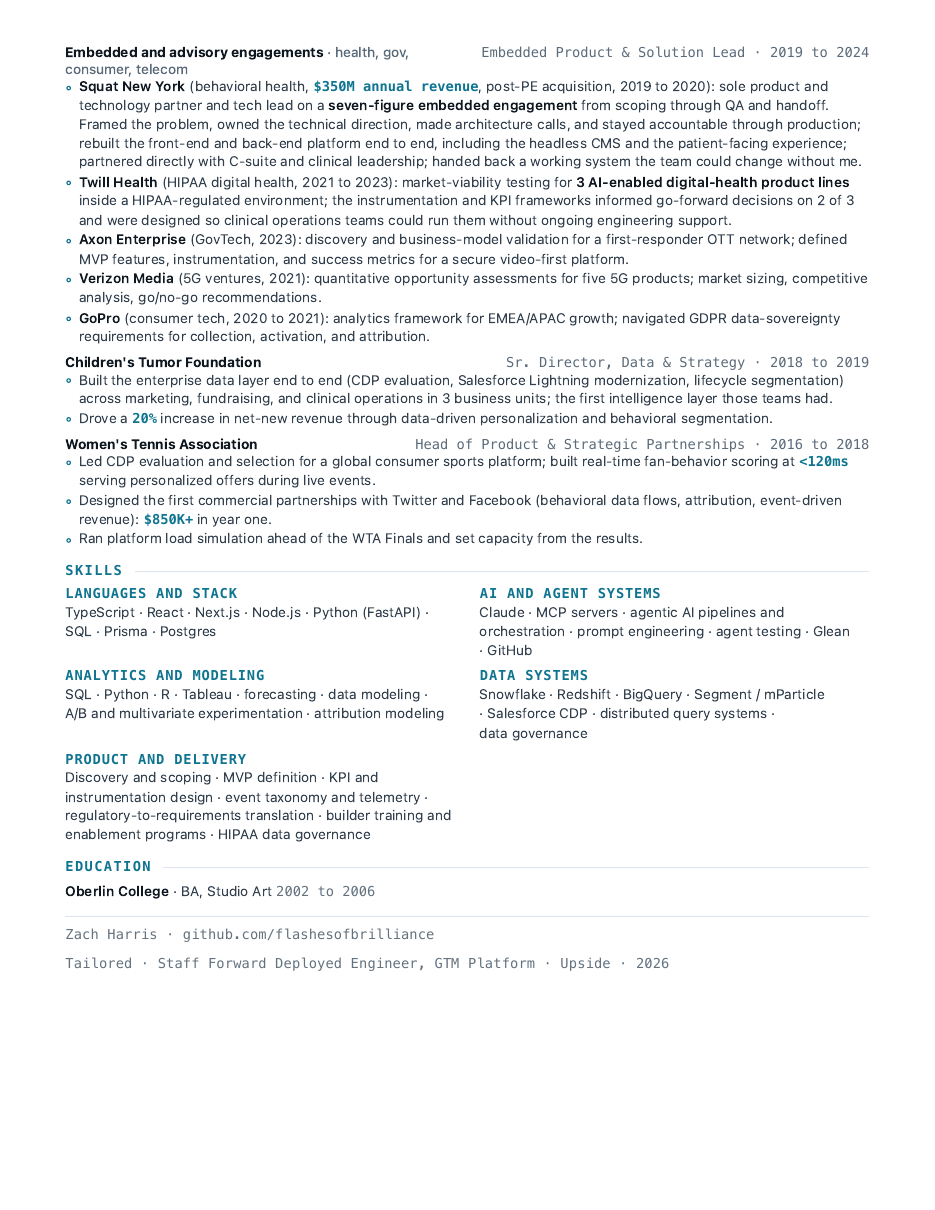 Embedded and advisory engagements · health, gov, Embedded Product & Solution Lead · 2019 to 2024
consumer, telecom
Squat New York (behavioral health, $350M annual revenue, post-PE acquisition, 2019 to 2020): sole product and
technology partner and tech lead on a seven-figure embedded engagement from scoping through QA and handoff.
Framed the problem, owned the technical direction, made architecture calls, and stayed accountable through production;
rebuilt the front-end and back-end platform end to end, including the headless CMS and the patient-facing experience;
partnered directly with C-suite and clinical leadership; handed back a working system the team could change without me.
Twill Health (HIPAA digital health, 2021 to 2023): market-viability testing for 3 AI-enabled digital-health product lines
inside a HIPAA-regulated environment; the instrumentation and KPI frameworks informed go-forward decisions on 2 of 3
and were designed so clinical operations teams could run them without ongoing engineering support.
Axon Enterprise (GovTech, 2023): discovery and business-model validation for a first-responder OTT network; defined
MVP features, instrumentation, and success metrics for a secure video-first platform.
Verizon Media (5G ventures, 2021): quantitative opportunity assessments for five 5G products; market sizing, competitive
analysis, go/no-go recommendations.
GoPro (consumer tech, 2020 to 2021): analytics framework for EMEA/APAC growth; navigated GDPR data-sovereignty
requirements for collection, activation, and attribution.
Children's Tumor Foundation Sr. Director, Data & Strategy · 2018 to 2019
Built the enterprise data layer end to end (CDP evaluation, Salesforce Lightning modernization, lifecycle segmentation)
across marketing, fundraising, and clinical operations in 3 business units; the first intelligence layer those teams had.
Drove a 20% increase in net-new revenue through data-driven personalization and behavioral segmentation.
Women's Tennis Association Head of Product & Strategic Partnerships · 2016 to 2018
Led CDP evaluation and selection for a global consumer sports platform; built real-time fan-behavior scoring at <120ms
serving personalized offers during live events.
Designed the first commercial partnerships with Twitter and Facebook (behavioral data flows, attribution, event-driven
revenue): $850K+ in year one.
Ran platform load simulation ahead of the WTA Finals and set capacity from the results.
SKILLS
LANGUAGES AND STACK
TypeScript · React · Next.js · Node.js · Python (FastAPI) ·
SQL · Prisma · Postgres
AI AND AGENT SYSTEMS
Claude · MCP servers · agentic AI pipelines and
orchestration · prompt engineering · agent testing · Glean
· GitHub
ANALYTICS AND MODELING
SQL · Python · R · Tableau · forecasting · data modeling ·
A/B and multivariate experimentation · attribution modeling
DATA SYSTEMS
Snowflake · Redshift · BigQuery · Segment / mParticle
· Salesforce CDP · distributed query systems ·
data governance
PRODUCT AND DELIVERY
Discovery and scoping · MVP definition · KPI and
instrumentation design · event taxonomy and telemetry ·
regulatory-to-requirements translation · builder training and
enablement programs · HIPAA data governance
EDUCATION
Oberlin College · BA, Studio Art 2002 to 2006
Zach Harris · github.com/flashesofbrilliance
Tailored · Staff Forward Deployed Engineer, GTM Platform · Upside · 2026